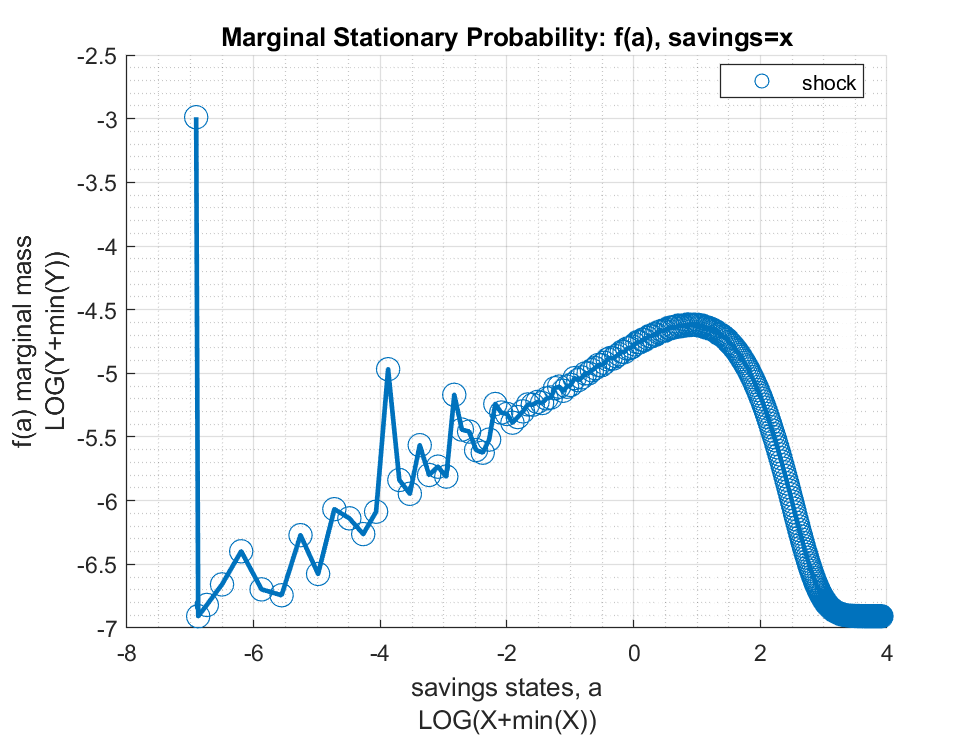 Marginal Stationary Probability: f(a), savings=x
shock
-2.5
-3
-3.5
-4
-4.5
-5
-5.5
-6
-6.5
-7
f(a) marginal mass
LOG(Y+min(Y))
-8 -6 -4 -2 0 2 4
savings states, a
LOG(X+min(X))